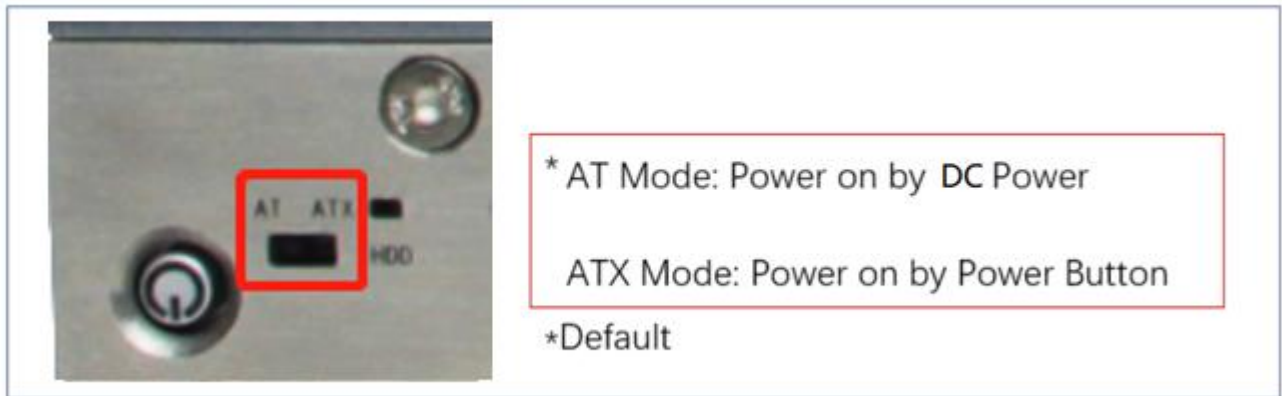 AT ATX
HDD
* AT Mode: Power on by DC Power
ATX Mode: Power on by Power Button
*Default